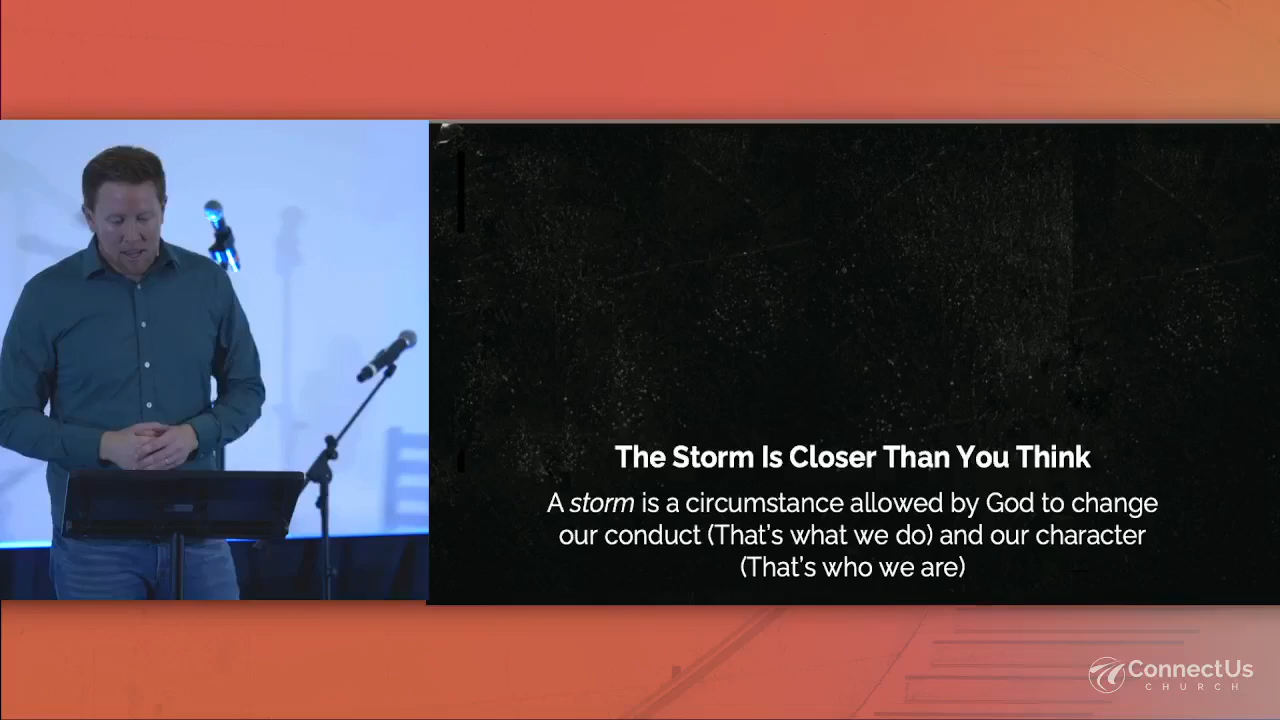 The Storm Is Closer Than You Think
A storm is a circumstance allowed by God to change
our conduct (That's what we do) and our character
(That's who we are)
ConnectUs
CHURCH